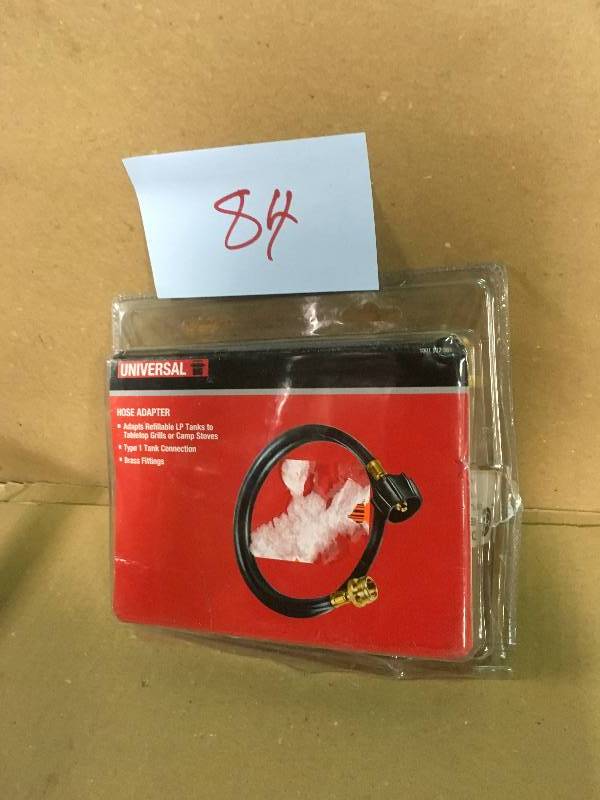 84
UNIVERSAL
HOSE ADAPTER
• Adapts Refillable LP Tanks to
Tabletop Grills or Camp Stoves
• Type 1 Tank Connection
• Brass Fittings